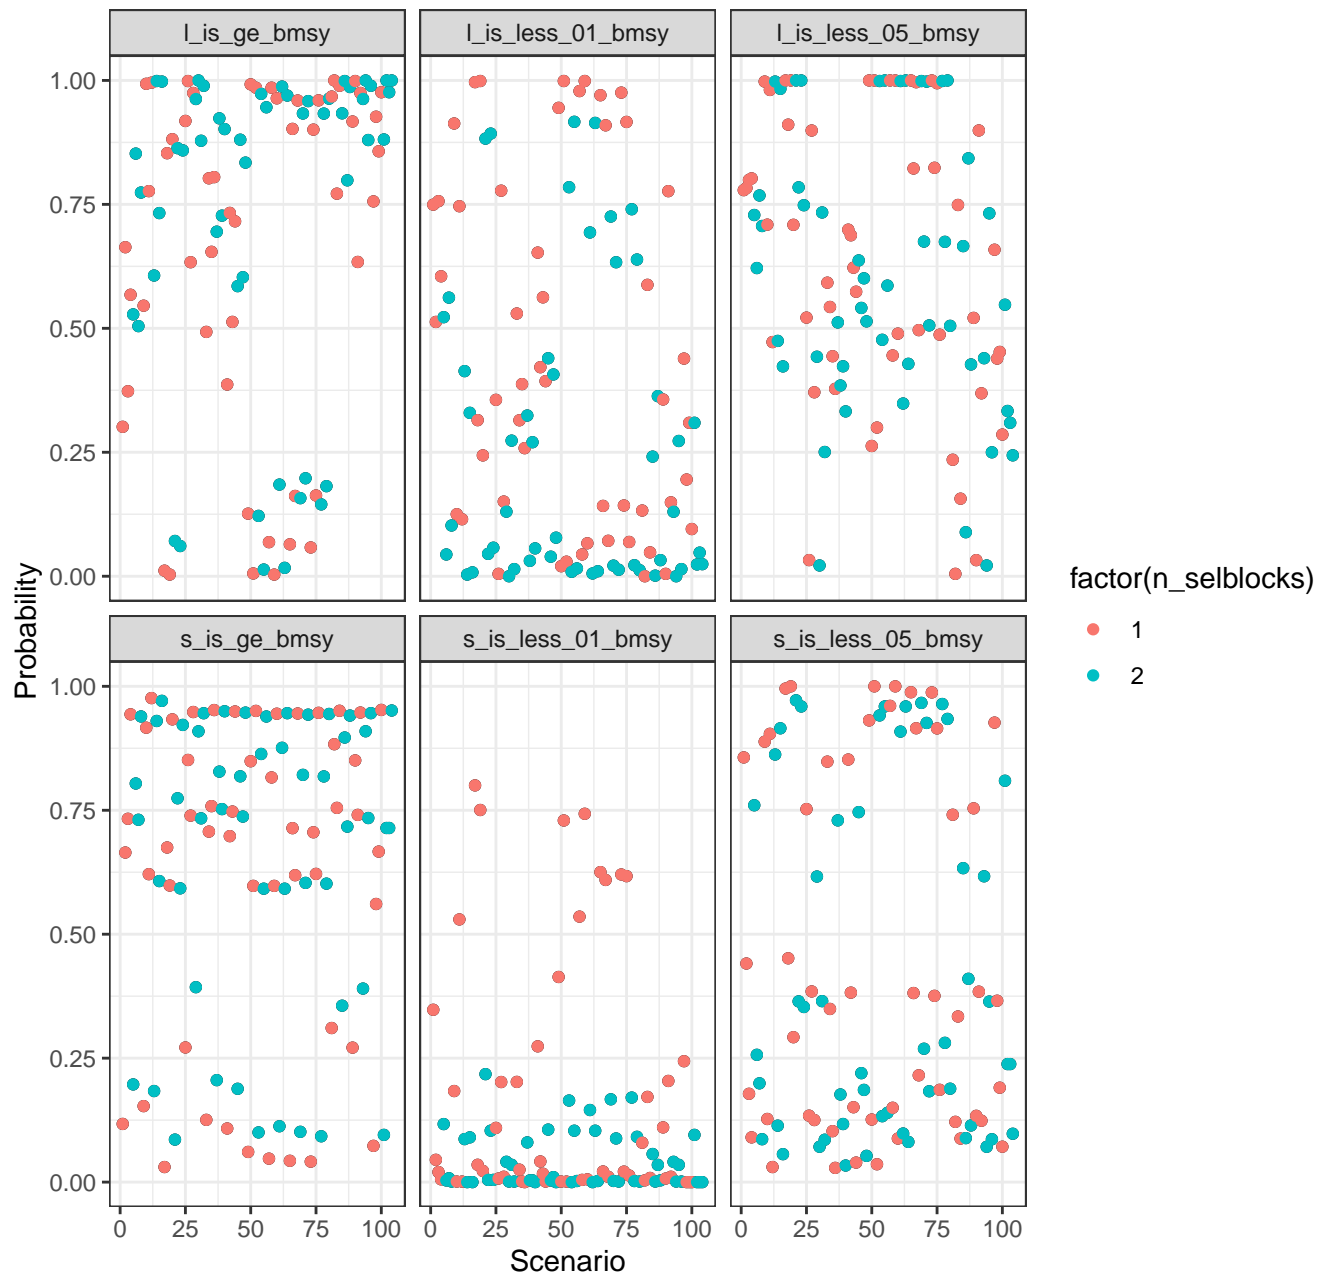 l_is_ge_bmsy
l_is_less_01_bmsy
l_is_less_05_bmsy
1.00
0.75
0.50
0.25
0.00
s_is_ge_bmsy
s_is_less_01_bmsy
s_is_less_05_bmsy
1.00
0.75
0.50
0.25
0.00
0 25 50 75 100
0 25 50 75 100
0 25 50 75 100
Scenario
Probability
factor(n_selblocks)
1
2